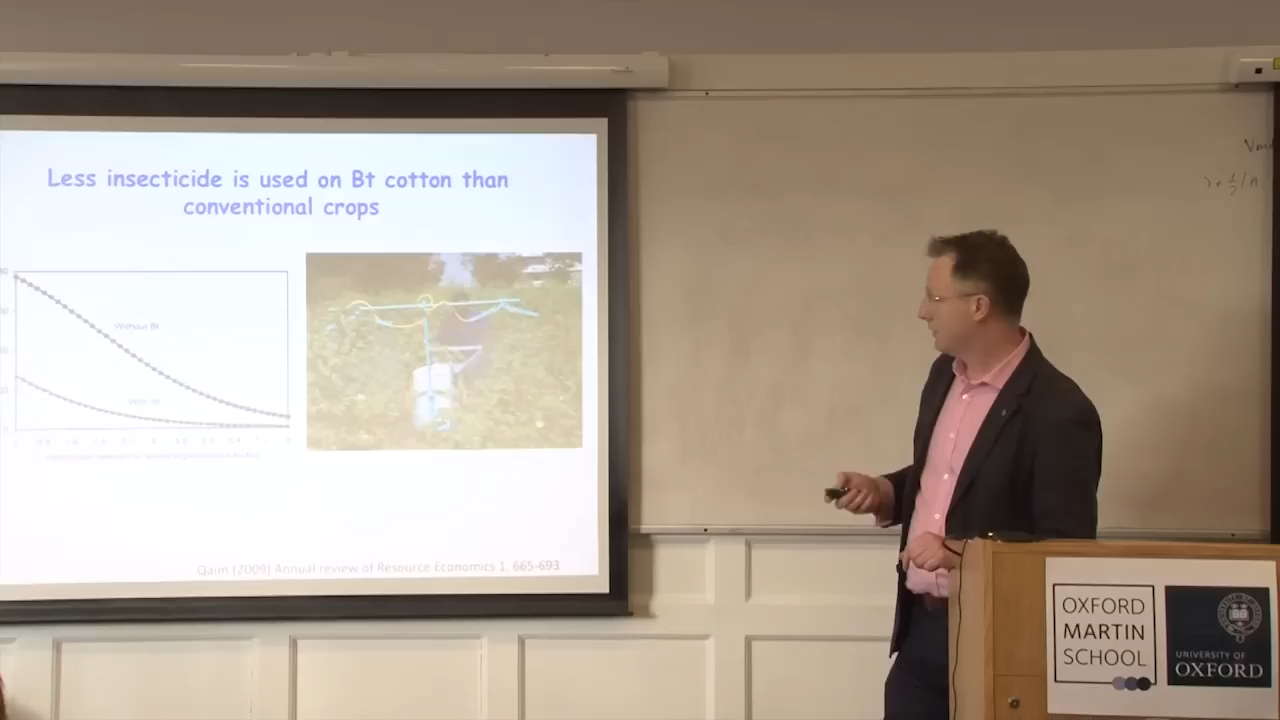 Less insecticide is used on Bt cotton than
conventional crops
Without Bt
With Bt
Qaim (2009) Annual review of Resource Economics 1, 665-693
OXFORD
MARTIN
SCHOOL
UNIVERSITY OF
OXFORD